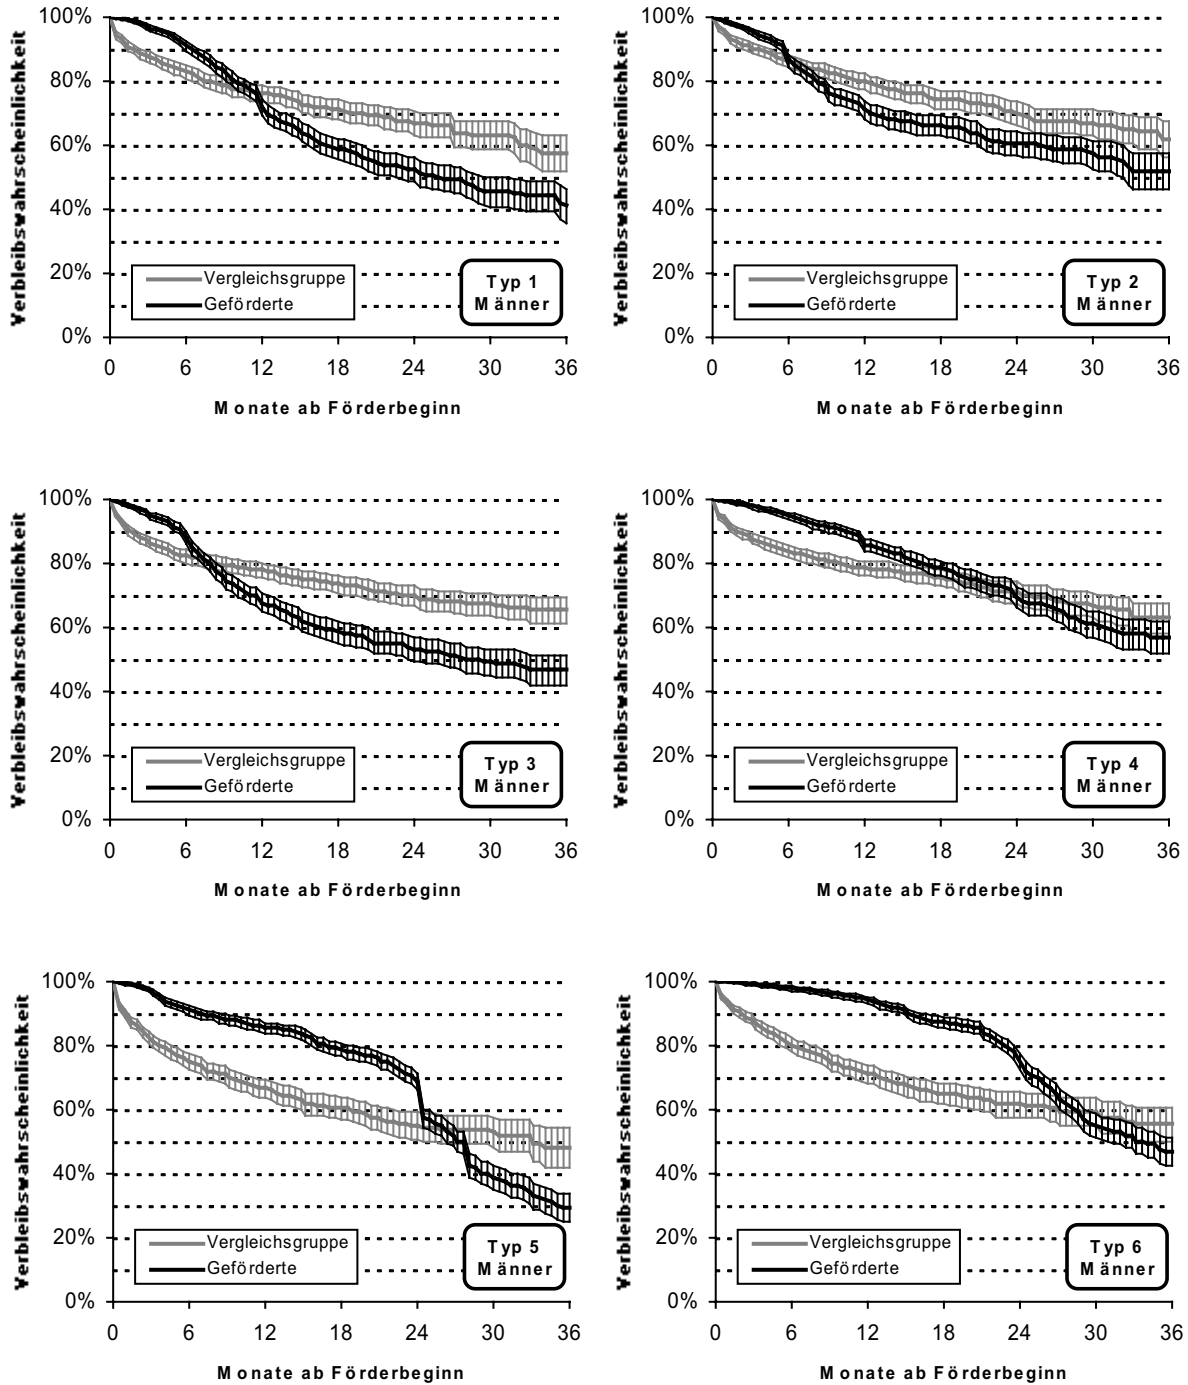 Verbleibswahrscheinlichkeit
100%
80%
60%
40%
20%
0%
Vergleichsgruppe
Geförderte
Typ 1
Männer
0 6 12 18 24 30 36
Monate ab Förderbeginn
Verbleibswahrscheinlichkeit
100%
80%
60%
40%
20%
0%
Vergleichsgruppe
Geförderte
Typ 2
Männer
0 6 12 18 24 30 36
Monate ab Förderbeginn
Verbleibswahrscheinlichkeit
100%
80%
60%
40%
20%
0%
Vergleichsgruppe
Geförderte
Typ 3
Männer
0 6 12 18 24 30 36
Monate ab Förderbeginn
Verbleibswahrscheinlichkeit
100%
80%
60%
40%
20%
0%
Vergleichsgruppe
Geförderte
Typ 4
Männer
0 6 12 18 24 30 36
Monate ab Förderbeginn
Verbleibswahrscheinlichkeit
100%
80%
60%
40%
20%
0%
Vergleichsgruppe
Geförderte
Typ 5
Männer
0 6 12 18 24 30 36
Monate ab Förderbeginn
Verbleibswahrscheinlichkeit
100%
80%
60%
40%
20%
0%
Vergleichsgruppe
Geförderte
Typ 6
Männer
0 6 12 18 24 30 36
Monate ab Förderbeginn